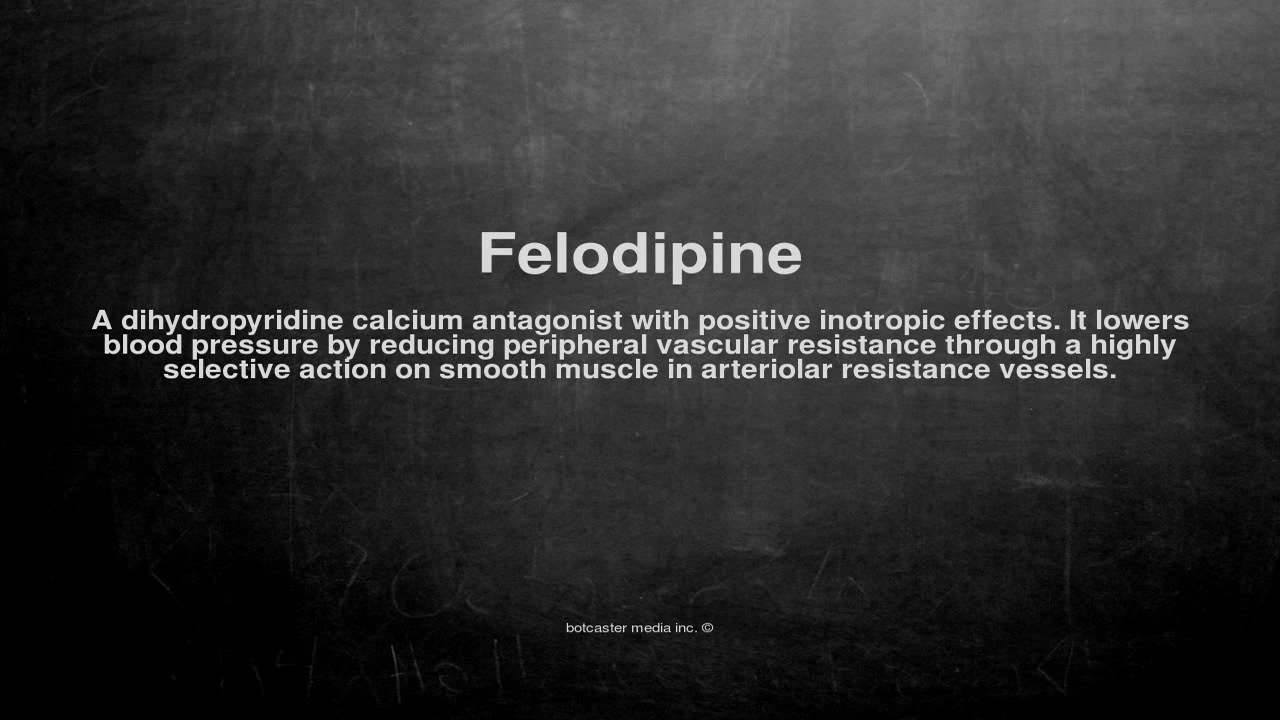 Felodipine
A dihydropyridine calcium antagonist with positive inotropic effects. It lowers
blood pressure by reducing peripheral vascular resistance through a highly
selective action on smooth muscle in arteriolar resistance vessels.
botcaster media inc. ©